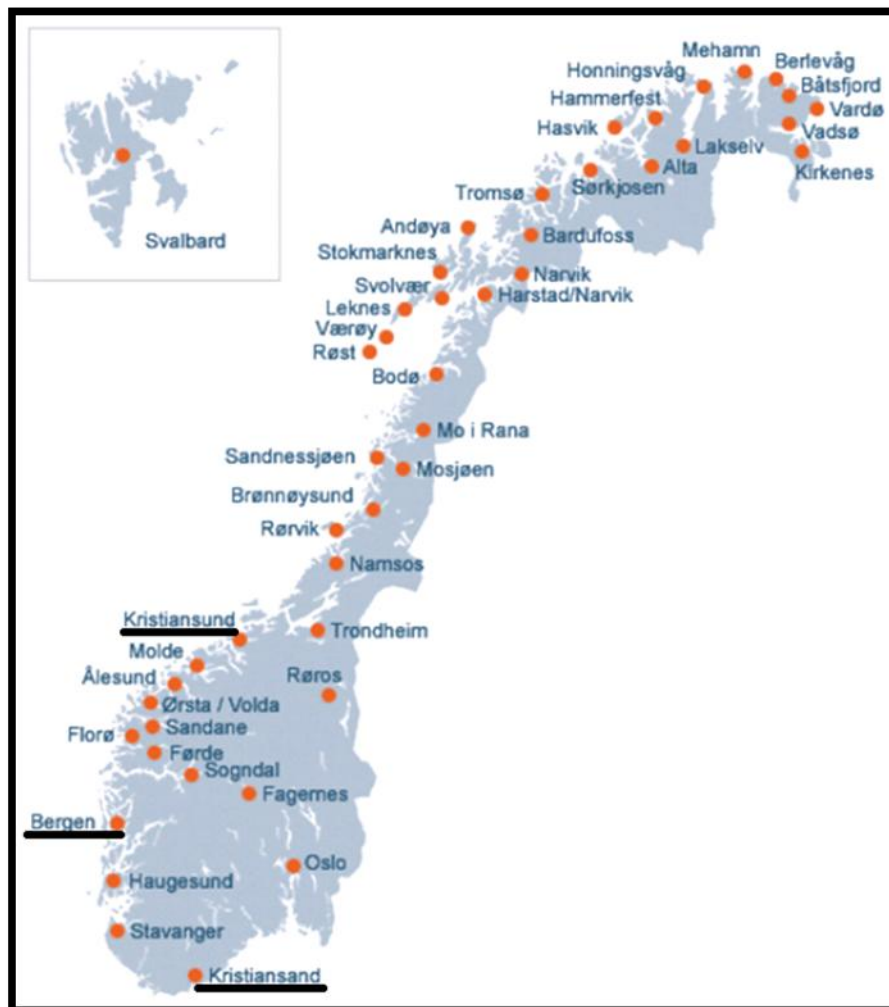 Mehamn
Berlevåg
Honningsvåg
Båtsfjord
Hammerfest
Vardø
Hasvik
Vadsø
Lakselv
Alta
Kirkenes
Sørkjosen
Tromsø
Andøya
Bardufoss
Svalbard
Stokmarknes
Narvik
Svolvær
Harstad/Narvik
Leknes
Værøy
Røst
Bodø
Mo i Rana
Sandnessjøen
Mosjøen
Brønnøysund
Rørvik
Namsos
Kristiansund
Trondheim
Molde
Røros
Ålesund
Ørsta / Volda
Sandane
Florø
Førde
Sogndal
Fagernes
Bergen
Oslo
Haugesund
Stavanger
Kristiansand